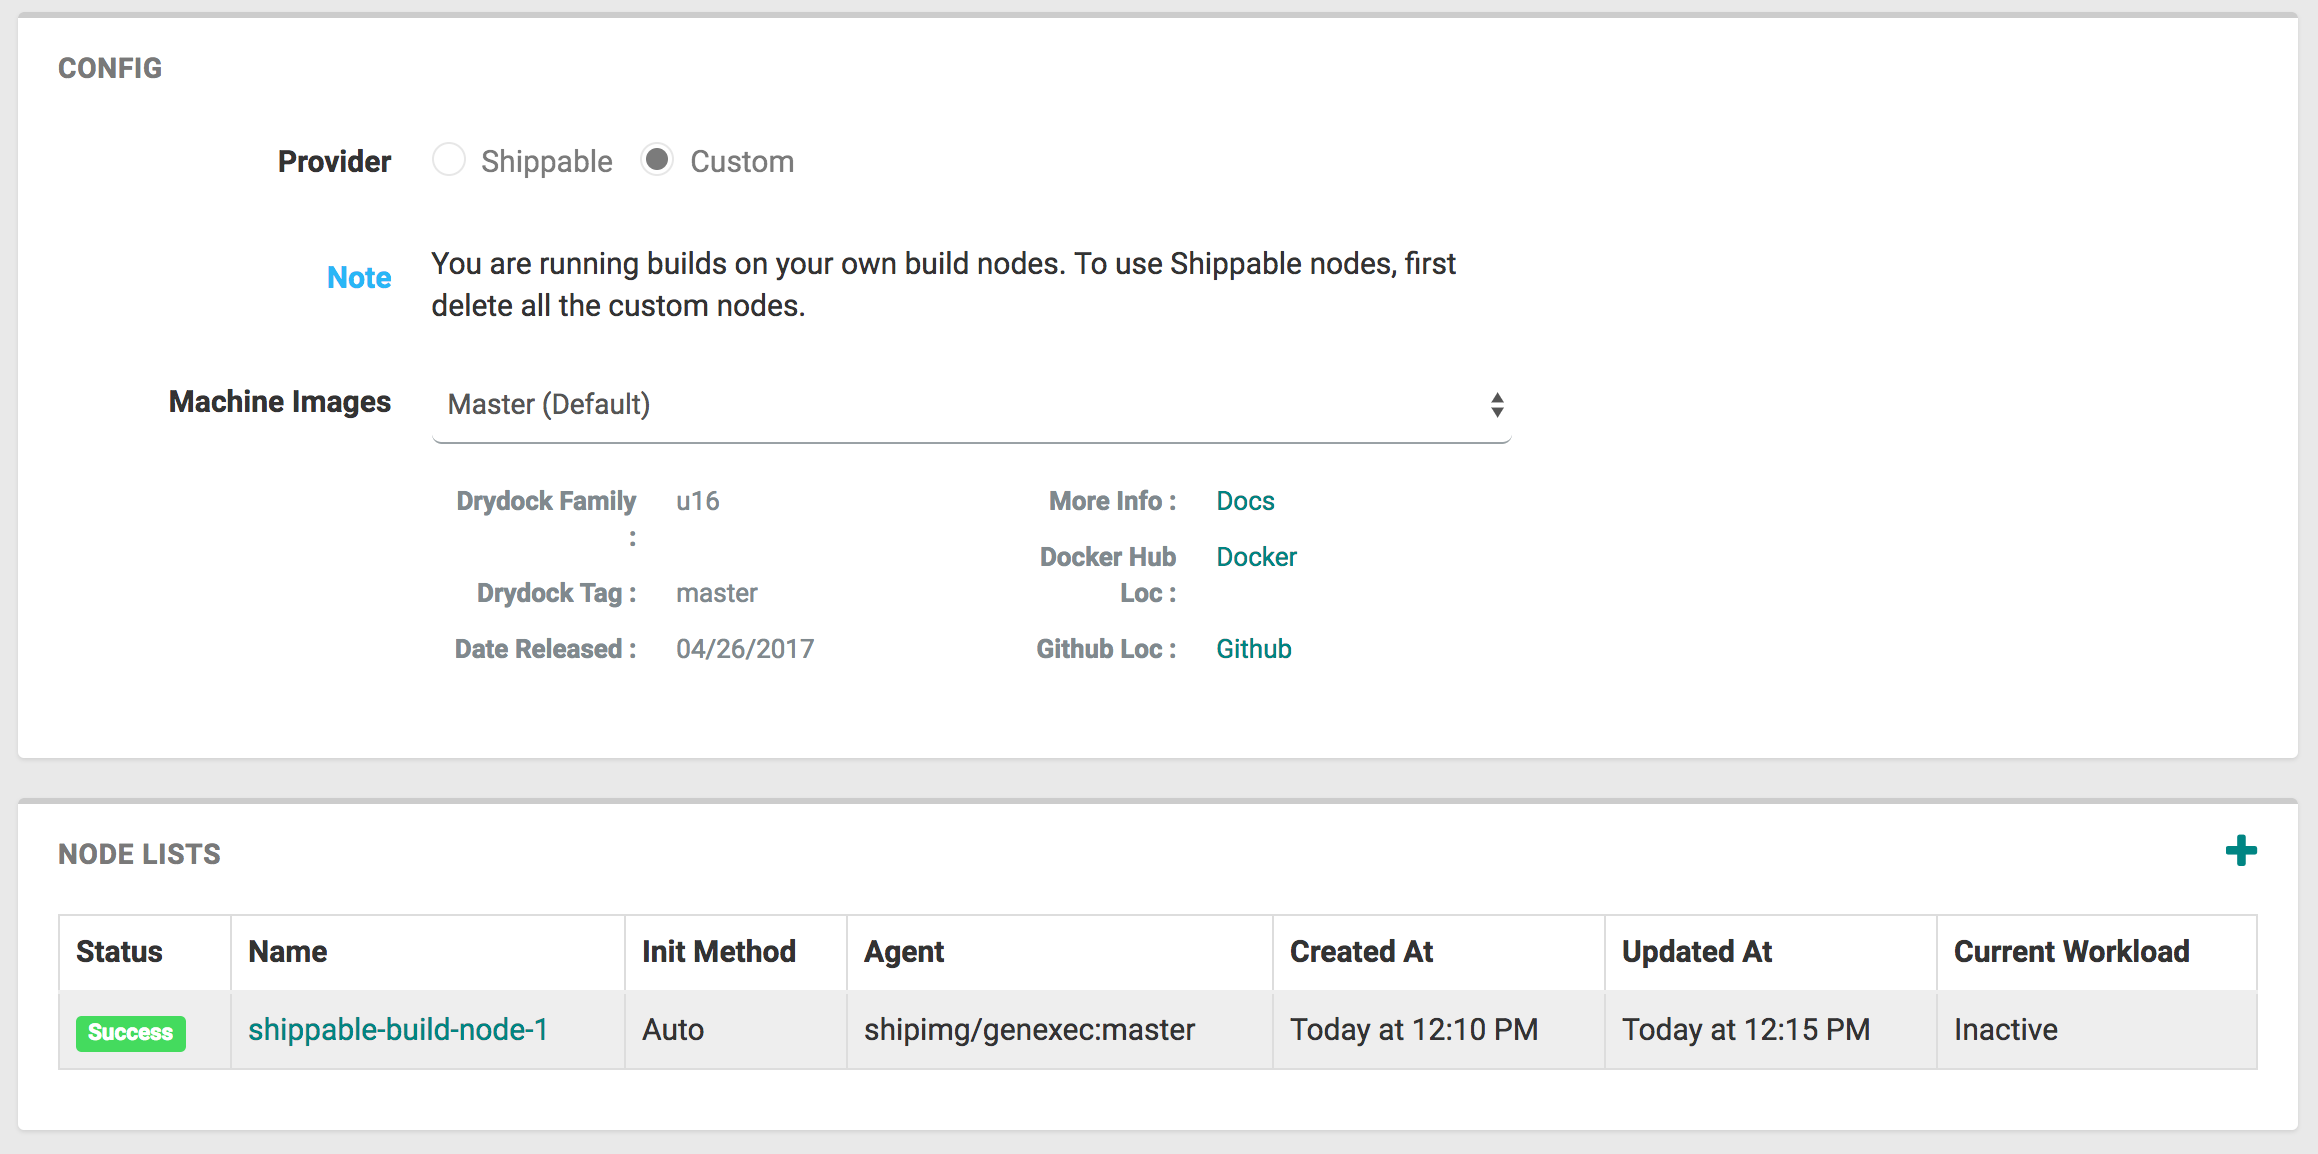 CONFIG
Provider Shippable Custom
Note You are running builds on your own build nodes. To use Shippable nodes, first
delete all the custom nodes.
Machine Images Master (Default)
Drydock Family : u16
Drydock Tag : master
Date Released : 04/26/2017
More Info : Docs
Docker Hub Loc : Docker
Github Loc : Github
NODE LISTS
Status Name Init Method Agent Created At Updated At Current Workload
Success shippable-build-node-1 Auto shipimg/genexec:master Today at 12:10 PM Today at 12:15 PM Inactive